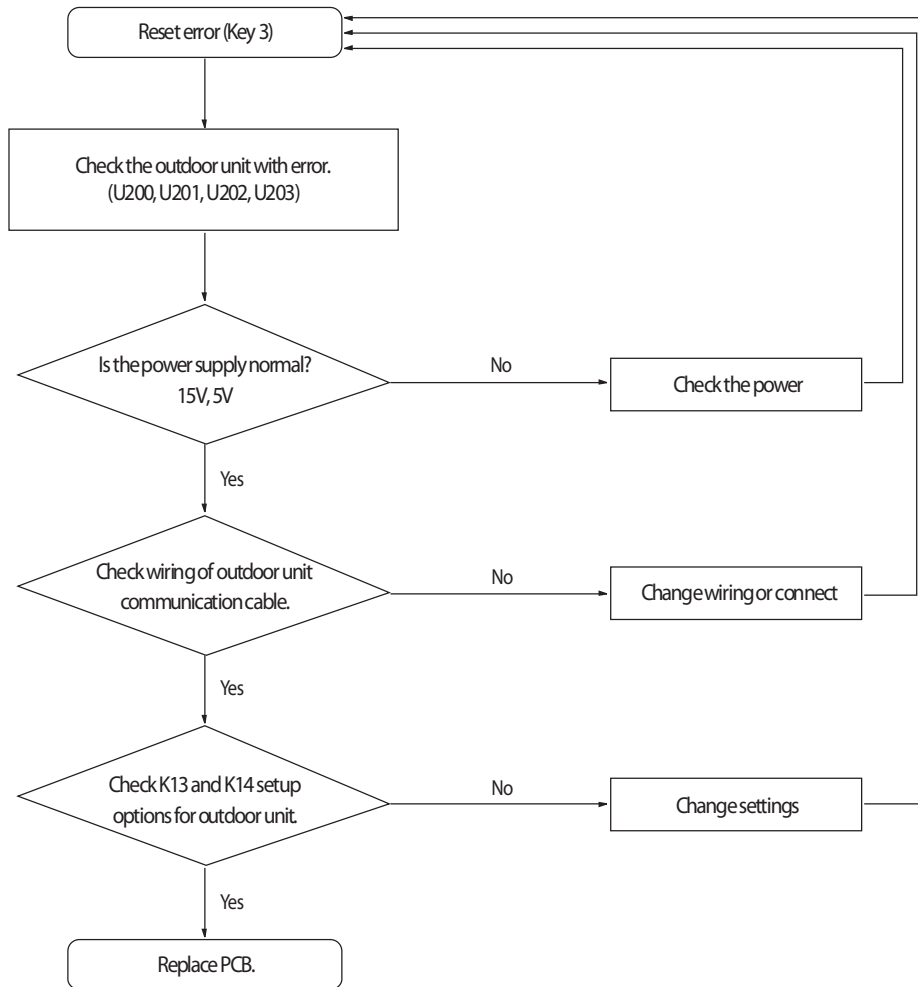 Reset error (Key 3)
Check the outdoor unit with error.
(U200, U201, U202, U203)
Is the power supply normal?
15V, 5V
No
Check the power
Yes
Check wiring of outdoor unit
communication cable.
No
Change wiring or connect
Yes
Check K13 and K14 setup
options for outdoor unit.
No
Change settings
Yes
Replace PCB.